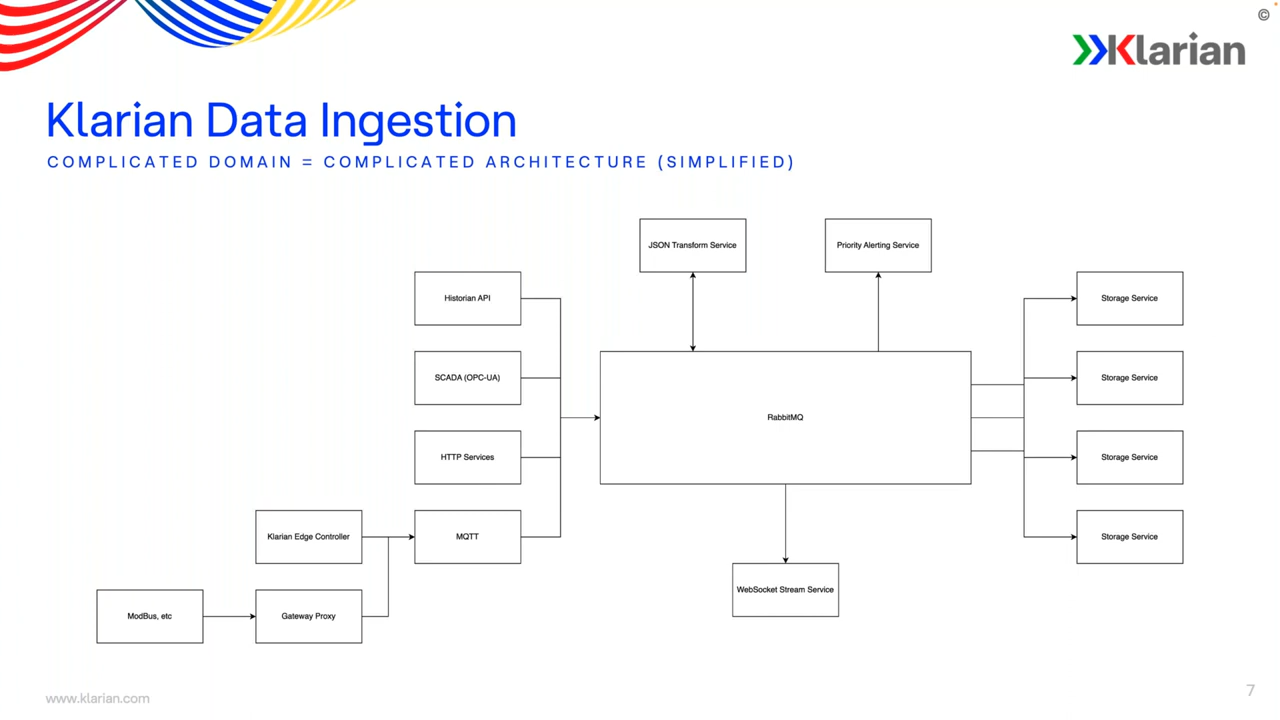 ©
Klarian
Klarian Data Ingestion
COMPLICATED DOMAIN = COMPLICATED ARCHITECTURE (SIMPLIFIED)
JSON Transform Service
Priority Alerting Service
Historian API
Storage Service
SCADA (OPC-UA)
Storage Service
RabbitMQ
HTTP Services
Storage Service
Klarian Edge Controller
MQTT
Storage Service
WebSocket Stream Service
ModBus, etc
Gateway Proxy
www.klarian.com
7